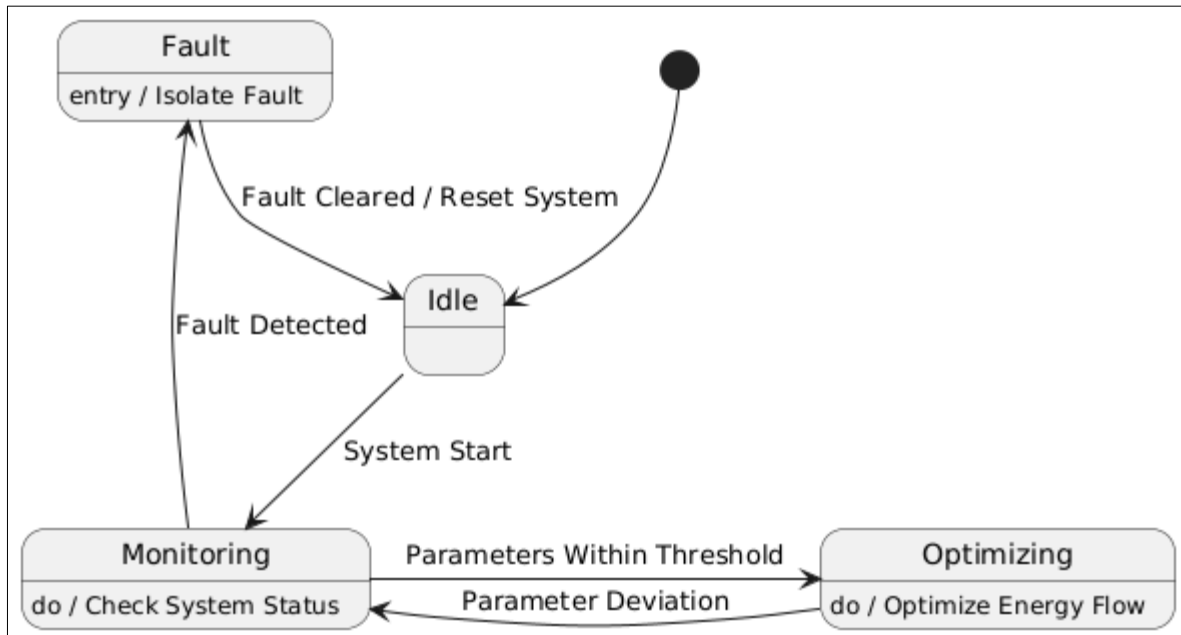 Fault
entry / Isolate Fault
Fault Cleared / Reset System
Idle
Fault Detected
System Start
Monitoring
do / Check System Status
Parameters Within Threshold
Parameter Deviation
Optimizing
do / Optimize Energy Flow